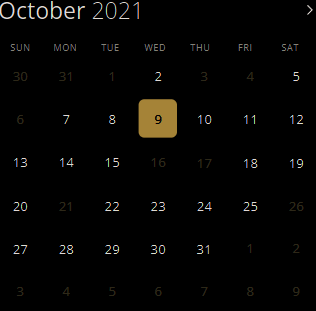 October 2021 >
SUN MON TUE WED THU FRI SAT
30 31 1 2 3 4 5
6 7 8 9 10 11 12
13 14 15 16 17 18 19
20 21 22 23 24 25 26
27 28 29 30 31 1 2
3 4 5 6 7 8 9